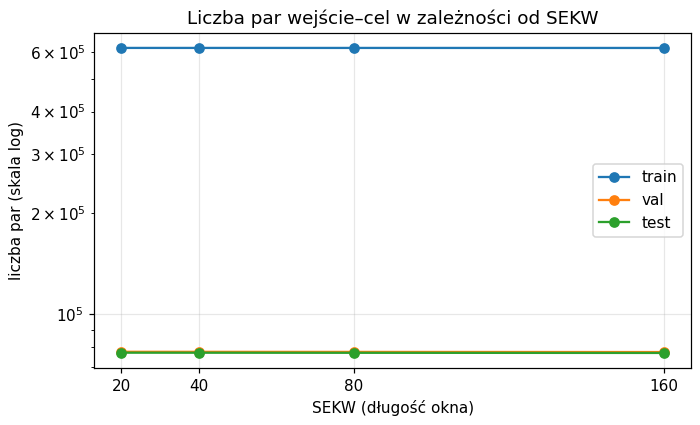 Liczba par wejście–cel w zależności od SEKW
liczba par (skala log)
6 × 10⁵
4 × 10⁵
3 × 10⁵
2 × 10⁵
10⁵
train
val
test
20 40 80 160
SEKW (długość okna)